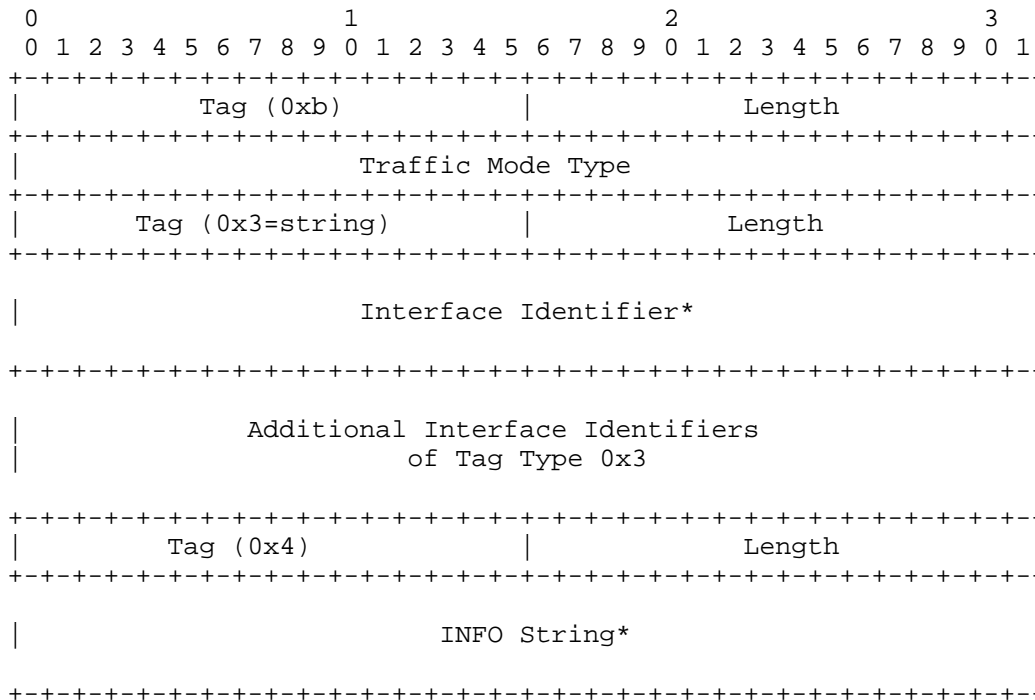 0                   1                   2                   3
0 1 2 3 4 5 6 7 8 9 0 1 2 3 4 5 6 7 8 9 0 1 2 3 4 5 6 7 8 9 0 1
+-+-+-+-+-+-+-+-+-+-+-+-+-+-+-+-+-+-+-+-+-+-+-+-+-+-+-+-+-+-+-+-
|           Tag (0xb)           |             Length
+-+-+-+-+-+-+-+-+-+-+-+-+-+-+-+-+-+-+-+-+-+-+-+-+-+-+-+-+-+-+-+-
|                     Traffic Mode Type
+-+-+-+-+-+-+-+-+-+-+-+-+-+-+-+-+-+-+-+-+-+-+-+-+-+-+-+-+-+-+-+-
|       Tag (0x3=string)        |            Length
+-+-+-+-+-+-+-+-+-+-+-+-+-+-+-+-+-+-+-+-+-+-+-+-+-+-+-+-+-+-+-+-
|                     Interface Identifier*
+-+-+-+-+-+-+-+-+-+-+-+-+-+-+-+-+-+-+-+-+-+-+-+-+-+-+-+-+-+-+-+-
|              Additional Interface Identifiers
|                        of Tag Type 0x3
+-+-+-+-+-+-+-+-+-+-+-+-+-+-+-+-+-+-+-+-+-+-+-+-+-+-+-+-+-+-+-+-
|         Tag (0x4)             |             Length
+-+-+-+-+-+-+-+-+-+-+-+-+-+-+-+-+-+-+-+-+-+-+-+-+-+-+-+-+-+-+-+-
|                          INFO String*
+-+-+-+-+-+-+-+-+-+-+-+-+-+-+-+-+-+-+-+-+-+-+-+-+-+-+-+-+-+-+-+-